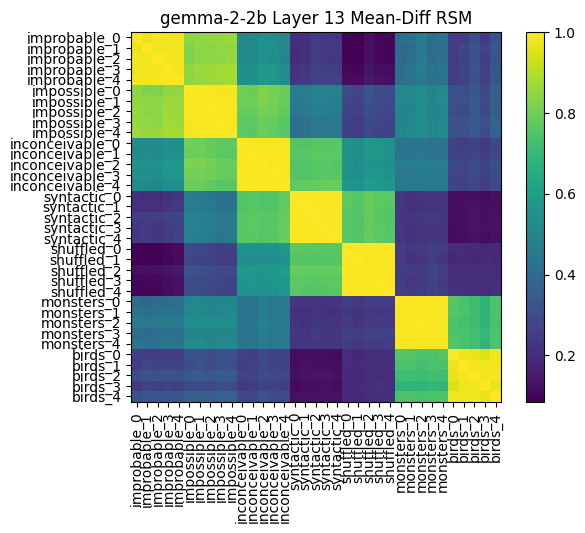 gemma-2-2b Layer 13 Mean-Diff RSM
improbable_0
improbable_1
improbable_2
improbable_3
improbable_4
impossible_0
impossible_1
impossible_2
impossible_3
impossible_4
inconceivable_0
inconceivable_1
inconceivable_2
inconceivable_3
inconceivable_4
syntactic_0
syntactic_1
syntactic_2
syntactic_3
syntactic_4
shuffled_0
shuffled_1
shuffled_2
shuffled_3
shuffled_4
monsters_0
monsters_1
monsters_2
monsters_3
monsters_4
birds_0
birds_1
birds_2
birds_3
birds_4
improbable_0
improbable_1
improbable_2
improbable_3
improbable_4
impossible_0
impossible_1
impossible_2
impossible_3
impossible_4
inconceivable_0
inconceivable_1
inconceivable_2
inconceivable_3
inconceivable_4
syntactic_0
syntactic_1
syntactic_2
syntactic_3
syntactic_4
shuffled_0
shuffled_1
shuffled_2
shuffled_3
shuffled_4
monsters_0
monsters_1
monsters_2
monsters_3
monsters_4
birds_0
birds_1
birds_2
birds_3
birds_4
1.0
0.8
0.6
0.4
0.2